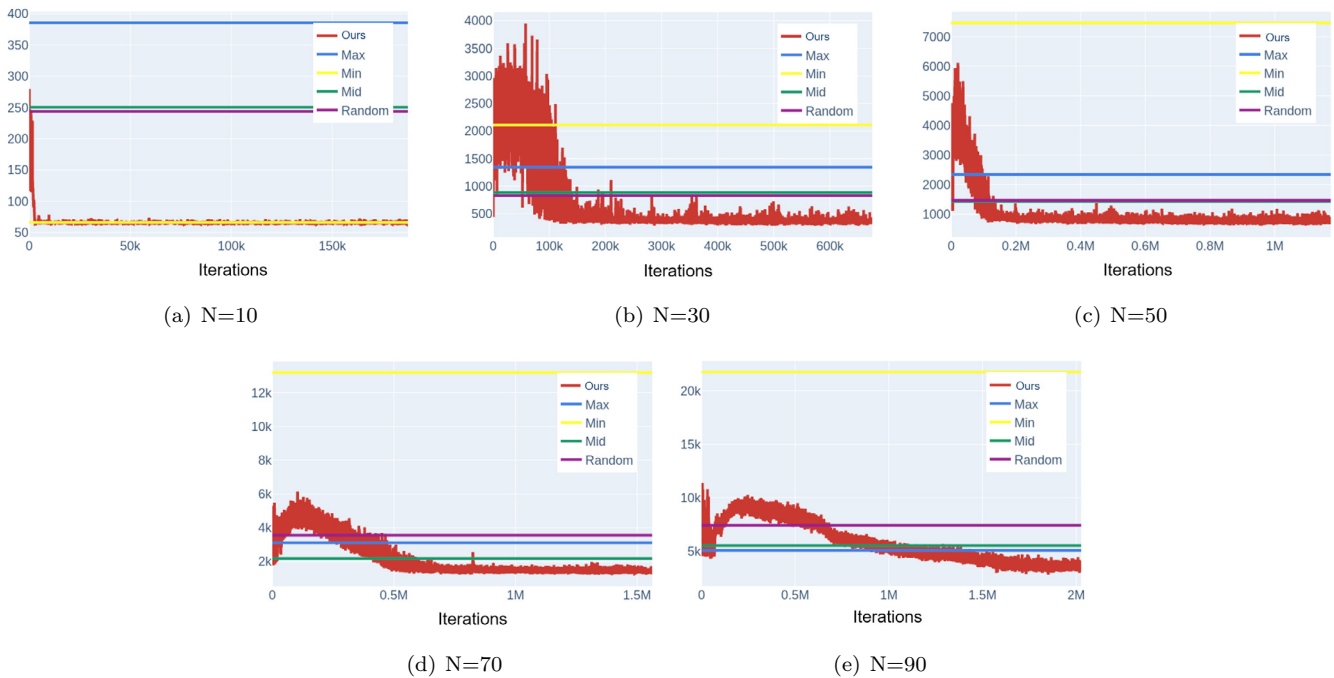 400
350
300
250
200
150
100
50
0
50k
100k
150k
Ours
Max
Min
Mid
Random
Iterations
(a) N=10
4000
3500
3000
2500
2000
1500
1000
500
0
100k
200k
300k
400k
500k
600k
Ours
Max
Min
Mid
Random
Iterations
(b) N=30
7000
6000
5000
4000
3000
2000
1000
0
0.2M
0.4M
0.6M
0.8M
1M
Ours
Max
Min
Mid
Random
Iterations
(c) N=50
12k
10k
8k
6k
4k
2k
0
0.5M
1M
1.5M
Ours
Max
Min
Mid
Random
Iterations
(d) N=70
20k
15k
10k
5k
0
0.5M
1M
1.5M
2M
Ours
Max
Min
Mid
Random
Iterations
(e) N=90